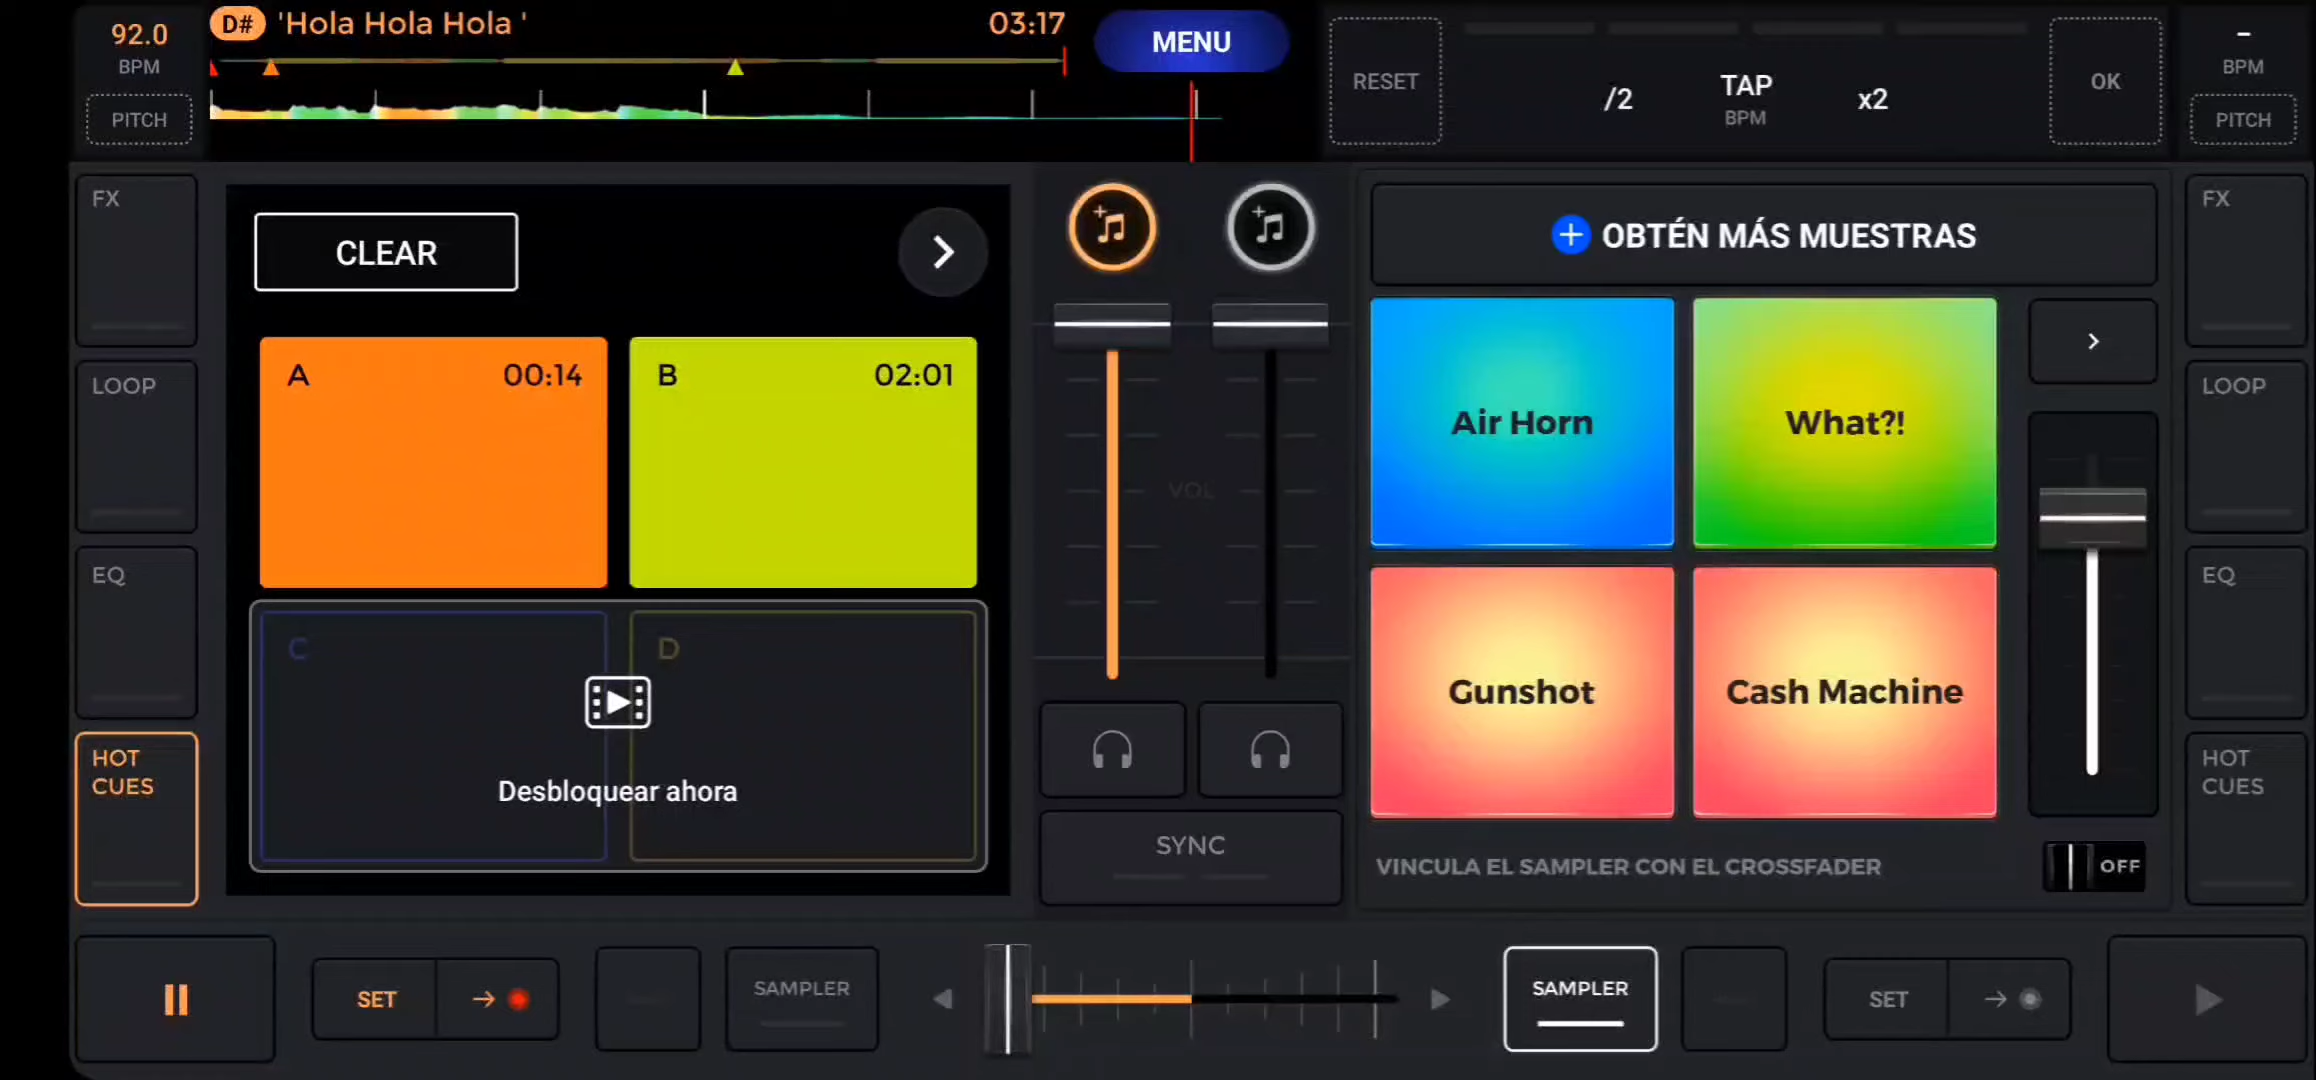 92.0
BPM
PITCH
D# 'Hola Hola Hola '
03:17
MENU
RESET
/2
TAP
BPM
x2
OK
-
BPM
PITCH
FX
LOOP
EQ
HOT
CUES
CLEAR
A 00:14
B 02:01
C
D
Desbloquear ahora
VOL
SYNC
OBTÉN MÁS MUESTRAS
Air Horn
What?!
Gunshot
Cash Machine
VINCULA EL SAMPLER CON EL CROSSFADER
OFF
FX
LOOP
EQ
HOT
CUES
SET
SAMPLER
SAMPLER
SET